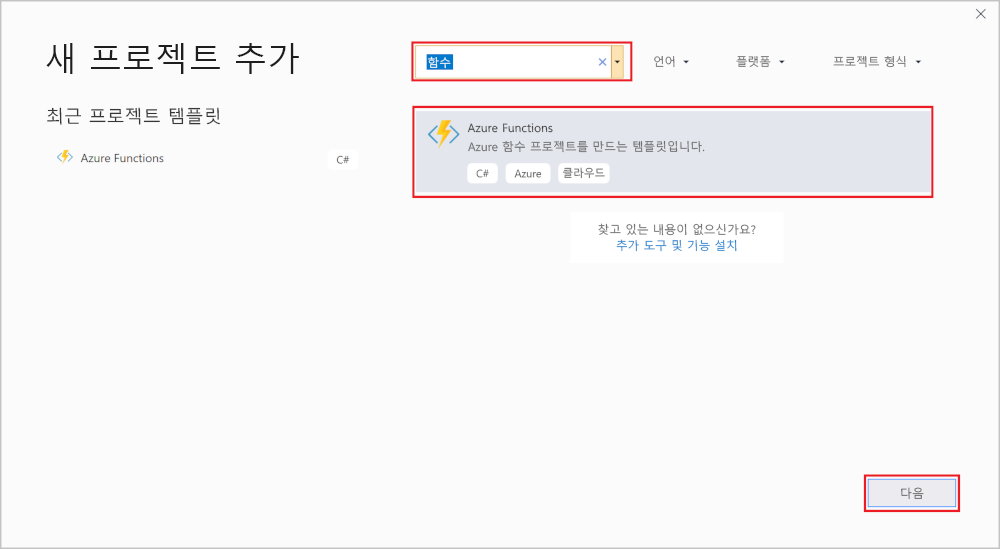 새 프로젝트 추가
최근 프로젝트 템플릿
Azure Functions
C#
함수
언어
플랫폼
프로젝트 형식
Azure Functions
Azure 함수 프로젝트를 만드는 템플릿입니다.
C#
Azure
클라우드
찾고 있는 내용이 없으신가요?
추가 도구 및 기능 설치
다음